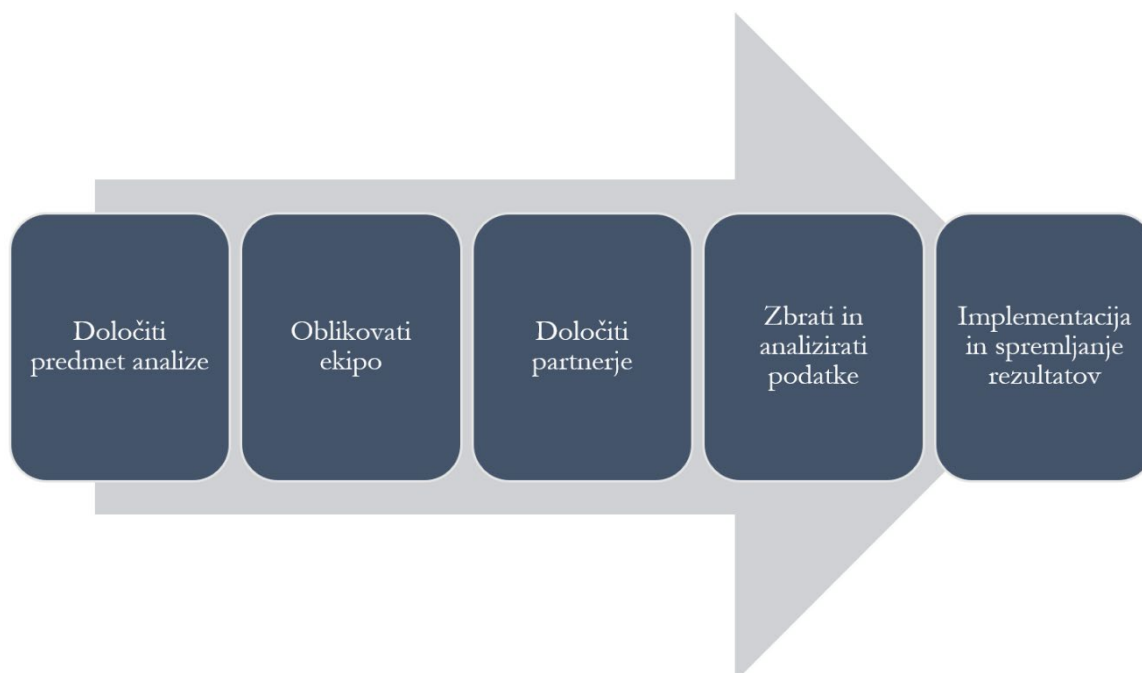 Določiti
predmet analize
Oblikovati
ekipo
Določiti
partnerje
Zbrati in
analizirati
podatke
Implementacija
in spremljanje
rezultatov